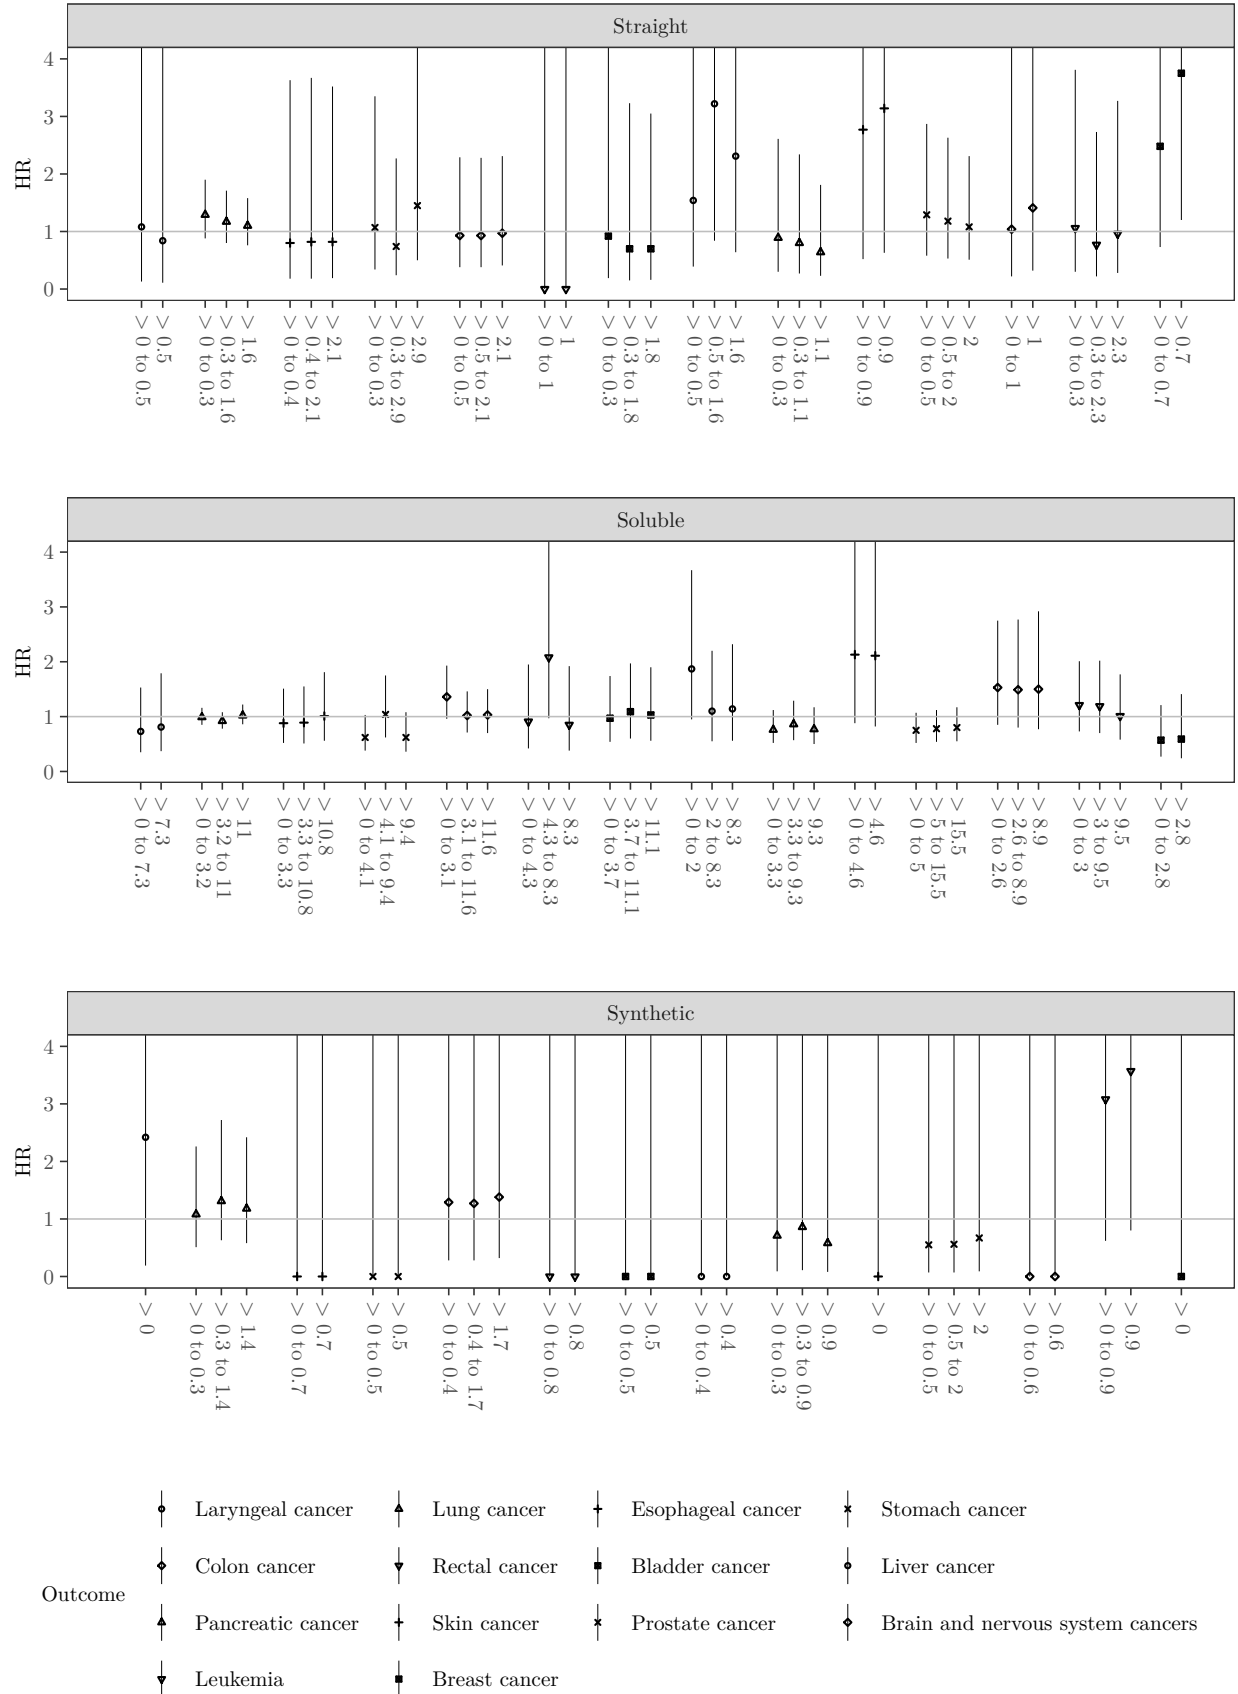 Straight
HR
4
3
2
1
0
> 0 to 0.5
> 0.5
> 0 to 0.3
> 0.3 to 1.6
> 1.6
> 0 to 0.4
> 0.4 to 2.1
> 2.1
> 0 to 0.3
> 0.3 to 2.9
> 2.9
> 0 to 0.5
> 0.5 to 2.1
> 2.1
> 0 to 1
> 1
> 0 to 0.3
> 0.3 to 1.8
> 1.8
> 0 to 0.5
> 0.5 to 1.6
> 1.6
> 0 to 0.3
> 0.3 to 1.1
> 1.1
> 0 to 0.9
> 0.9
> 0 to 0.5
> 0.5 to 2
> 2
> 0 to 1
> 1
> 0 to 0.3
> 0.3 to 2.3
> 2.3
> 0 to 0.7
> 0.7
Soluble
HR
4
3
2
1
0
> 0 to 7.3
> 7.3
> 0 to 3.2
> 3.2 to 11
> 11
> 0 to 3.3
> 3.3 to 10.8
> 10.8
> 0 to 4.1
> 4.1 to 9.4
> 9.4
> 0 to 3.1
> 3.1 to 11.6
> 11.6
> 0 to 4.3
> 4.3 to 8.3
> 8.3
> 0 to 3.7
> 3.7 to 11.1
> 11.1
> 0 to 2
> 2 to 8.3
> 8.3
> 0 to 3.3
> 3.3 to 9.3
> 9.3
> 0 to 4.6
> 4.6
> 0 to 5
> 5 to 15.5
> 15.5
> 0 to 2.6
> 2.6 to 8.9
> 8.9
> 0 to 3
> 3 to 9.5
> 9.5
> 0 to 2.8
> 2.8
Synthetic
HR
4
3
2
1
0
> 0
> 0 to 0.3
> 0.3 to 1.4
> 1.4
> 0 to 0.7
> 0.7
> 0 to 0.5
> 0.5
> 0 to 0.4
> 0.4 to 1.7
> 1.7
> 0 to 0.8
> 0.8
> 0 to 0.5
> 0.5
> 0 to 0.4
> 0.4
> 0 to 0.3
> 0.3 to 0.9
> 0.9
> 0
> 0 to 0.5
> 0.5 to 2
> 2
> 0 to 0.6
> 0.6
> 0 to 0.9
> 0.9
> 0
Outcome
Laryngeal cancer
Lung cancer
Esophageal cancer
Stomach cancer
Colon cancer
Rectal cancer
Bladder cancer
Liver cancer
Pancreatic cancer
Skin cancer
Prostate cancer
Brain and nervous system cancers
Leukemia
Breast cancer